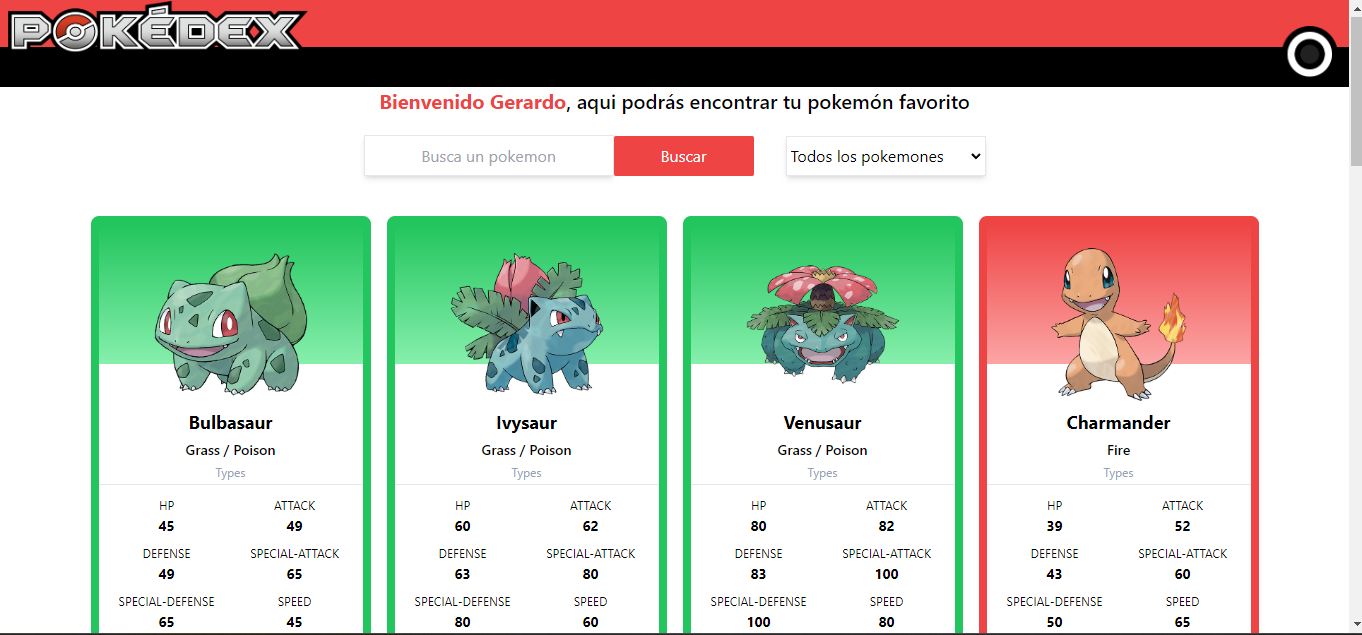 POKÉDEX
Bienvenido Gerardo, aqui podrás encontrar tu pokemón favorito
Busca un pokemon Buscar Todos los pokemones
Bulbasaur Ivysaur Venusaur Charmander
Grass / Poison Grass / Poison Grass / Poison Fire
Types Types Types Types
HP ATTACK HP ATTACK HP ATTACK HP ATTACK
45 49 60 62 80 82 39 52
DEFENSE SPECIAL-ATTACK DEFENSE SPECIAL-ATTACK DEFENSE SPECIAL-ATTACK DEFENSE SPECIAL-ATTACK
49 65 63 80 83 100 43 60
SPECIAL-DEFENSE SPEED SPECIAL-DEFENSE SPEED SPECIAL-DEFENSE SPEED SPECIAL-DEFENSE SPEED
65 45 80 60 100 80 50 65